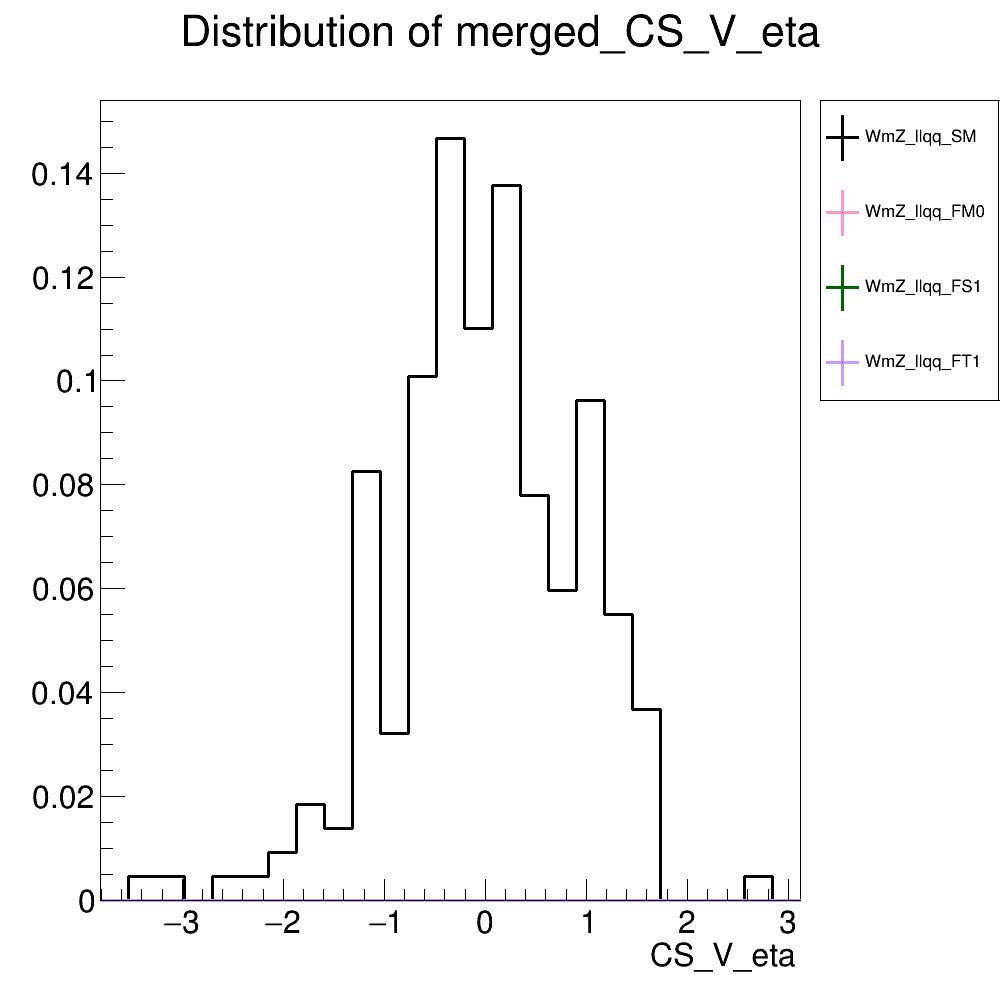 Distribution of merged_CS_V_eta
0.14
0.12
0.1
0.08
0.06
0.04
0.02
0
−3 −2 −1 0 1 2 3
CS_V_eta
WmZ_llqq_SM
WmZ_llqq_FM0
WmZ_llqq_FS1
WmZ_llqq_FT1